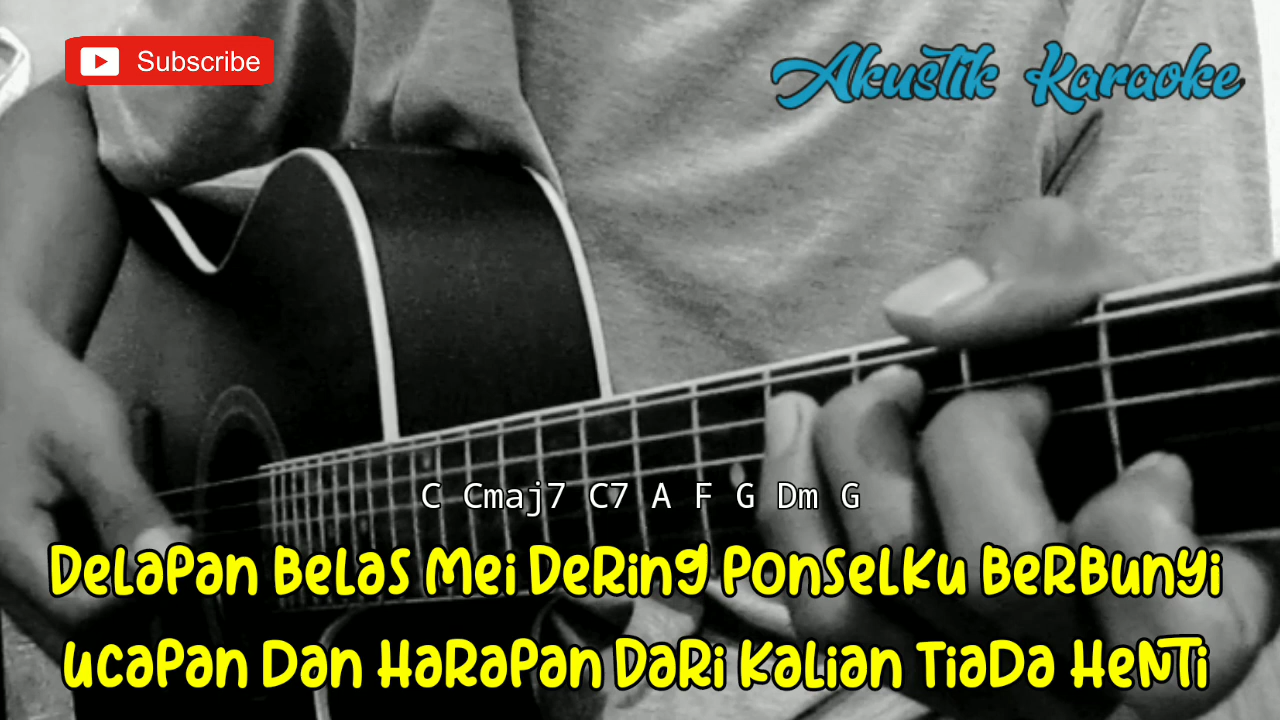 Subscribe
Akustik Karaoke
C Cmaj7 C7 A F G Dm G
Delapan Belas Mei Dering Ponselku Berbunyi
Ucapan Dan Harapan Dari Kalian Tiada Henti